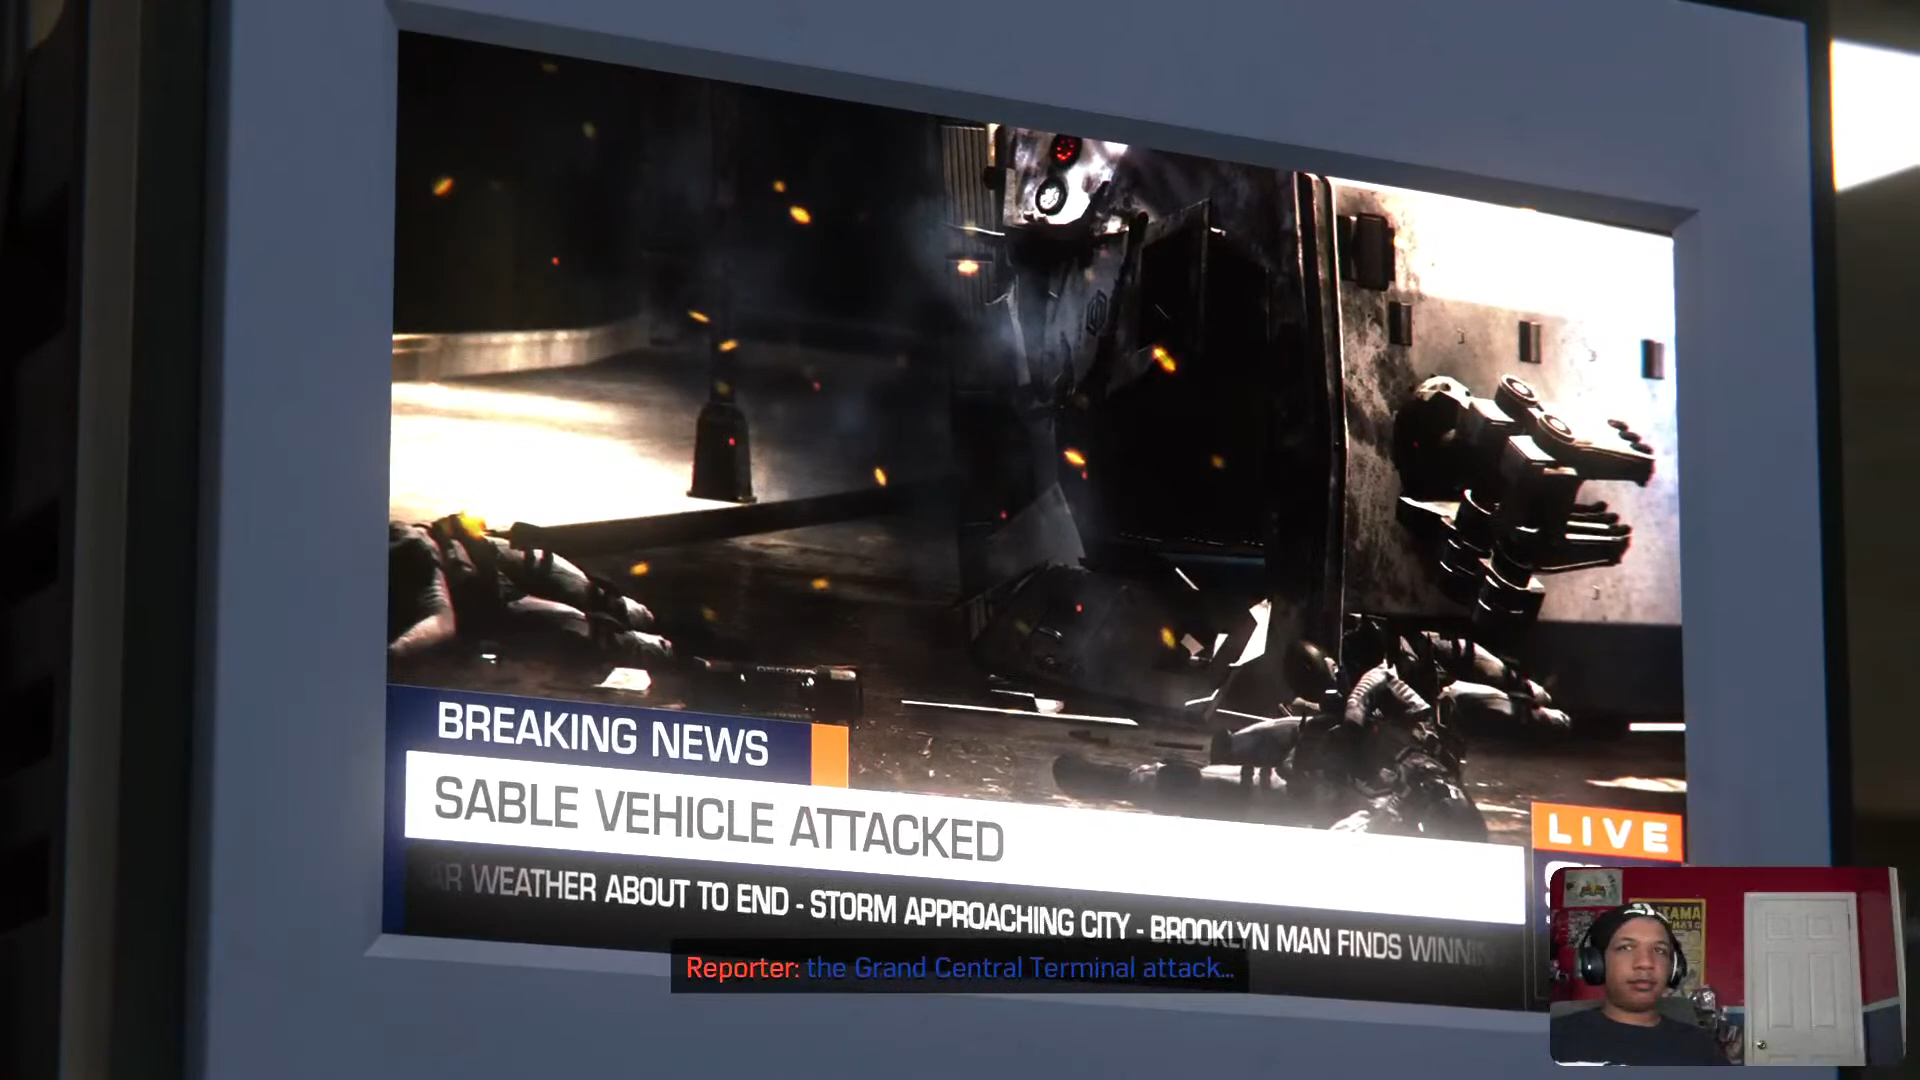 BREAKING NEWS
SABLE VEHICLE ATTACKED
LIVE
WEATHER ABOUT TO END - STORM APPROACHING CITY - BROOKLYN MAN FINDS
Reporter: the Grand Central Terminal attack...